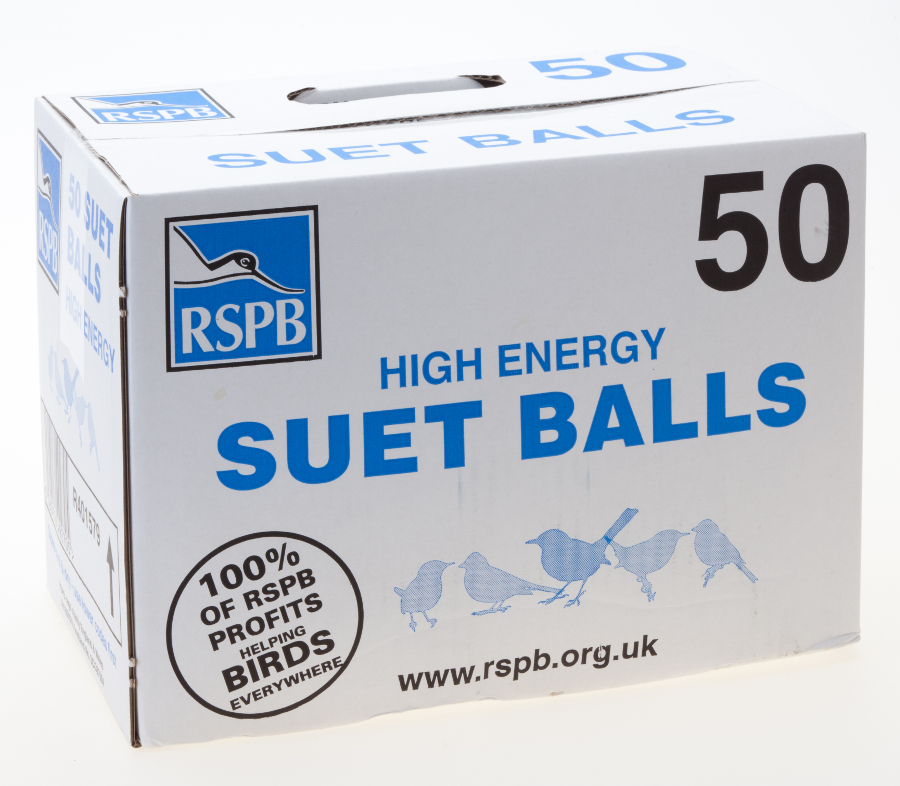 50
RSPB
SUET BALLS
50 SUET
BALLS
HIGH ENERGY
RSPB
R401579
50
RSPB
HIGH ENERGY
SUET BALLS
100%
OF RSPB
PROFITS
HELPING
BIRDS
EVERYWHERE
www.rspb.org.uk